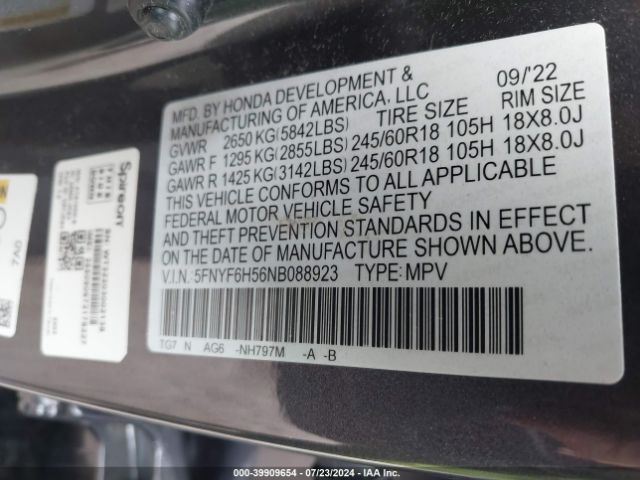 MFD. BY HONDA DEVELOPMENT &
MANUFACTURING OF AMERICA, LLC 09/'22
GVWR 2650 KG(5842LBS) TIRE SIZE RIM SIZE
GAWR F 1295 KG(2855LBS) 245/60R18 105H 18X8.0J
GAWR R 1425 KG(3142LBS) 245/60R18 105H 18X8.0J
THIS VEHICLE CONFORMS TO ALL APPLICABLE
FEDERAL MOTOR VEHICLE SAFETY
AND THEFT PREVENTION STANDARDS IN EFFECT
ON THE DATE OF MANUFACTURE SHOWN ABOVE.
V.I.N. 5FNYF6H56NB088923 TYPE: MPV
TG7 N AG6 -NH797M -A -B
Spireon
7A0
000-39909654 - 07/23/2024 - IAA Inc.